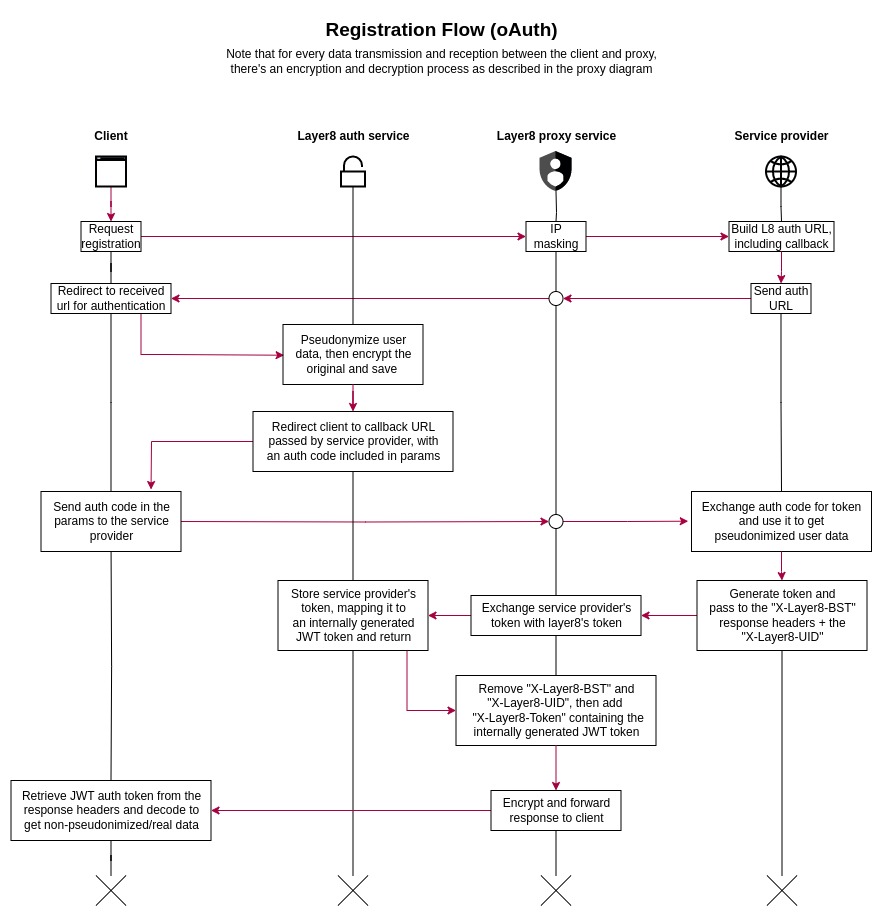 Registration Flow (oAuth)
Note that for every data transmission and reception between the client and proxy,
there's an encryption and decryption process as described in the proxy diagram
Client
Layer8 auth service
Layer8 proxy service
Service provider
Request
registration
IP
masking
Build L8 auth URL,
including callback
Redirect to received
url for authentication
Send auth
URL
Pseudonymize user
data, then encrypt the
original and save
Redirect client to callback URL
passed by service provider, with
an auth code included in params
Send auth code in the
params to the service
provider
Exchange auth code for token
and use it to get
pseudonimized user data
Store service provider's
token, mapping it to
an internally generated
JWT token and return
Exchange service provider's
token with layer8's token
Generate token and
pass to the "X-Layer8-BST"
response headers + the
"X-Layer8-UID"
Remove "X-Layer8-BST" and
"X-Layer8-UID", then add
"X-Layer8-Token" containing the
internally generated JWT token
Retrieve JWT auth token from the
response headers and decode to
get non-pseudonimized/real data
Encrypt and forward
response to client